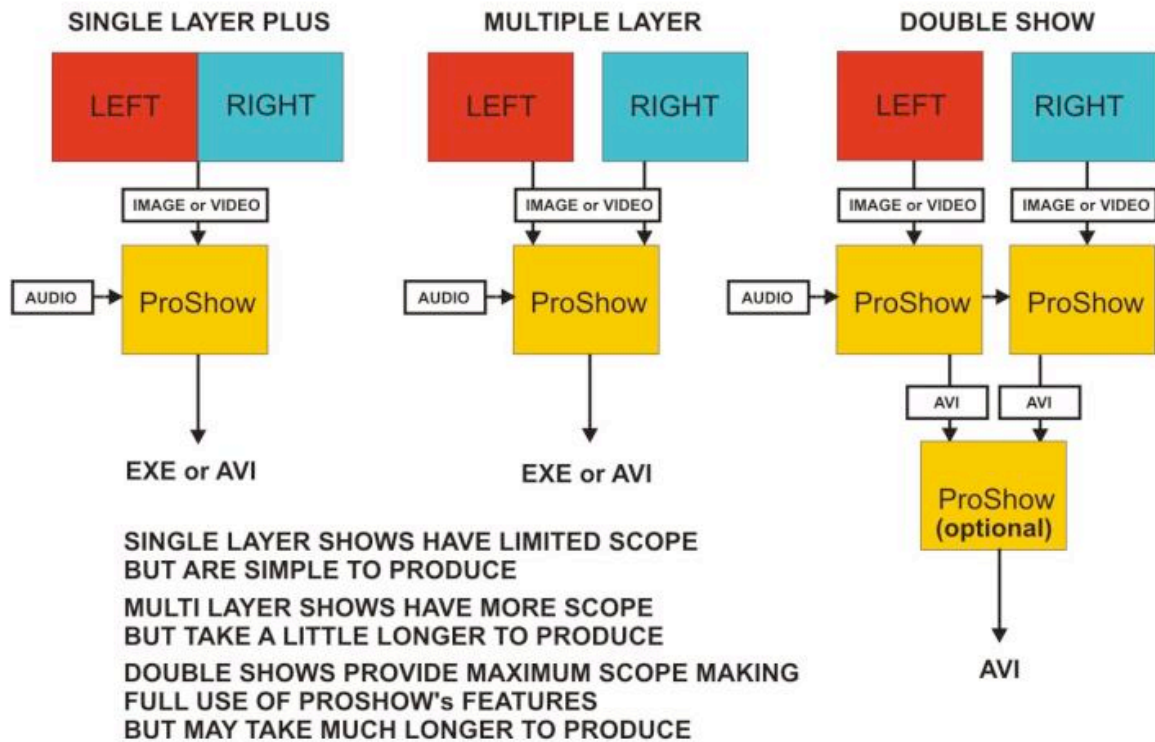 SINGLE LAYER PLUS
LEFT
RIGHT
IMAGE or VIDEO
AUDIO
ProShow
EXE or AVI
MULTIPLE LAYER
LEFT
RIGHT
IMAGE or VIDEO
AUDIO
ProShow
EXE or AVI
DOUBLE SHOW
LEFT
RIGHT
IMAGE or VIDEO
IMAGE or VIDEO
AUDIO
ProShow
ProShow
AVI
AVI
ProShow
(optional)
AVI
SINGLE LAYER SHOWS HAVE LIMITED SCOPE
BUT ARE SIMPLE TO PRODUCE
MULTI LAYER SHOWS HAVE MORE SCOPE
BUT TAKE A LITTLE LONGER TO PRODUCE
DOUBLE SHOWS PROVIDE MAXIMUM SCOPE MAKING
FULL USE OF PROSHOW's FEATURES
BUT MAY TAKE MUCH LONGER TO PRODUCE